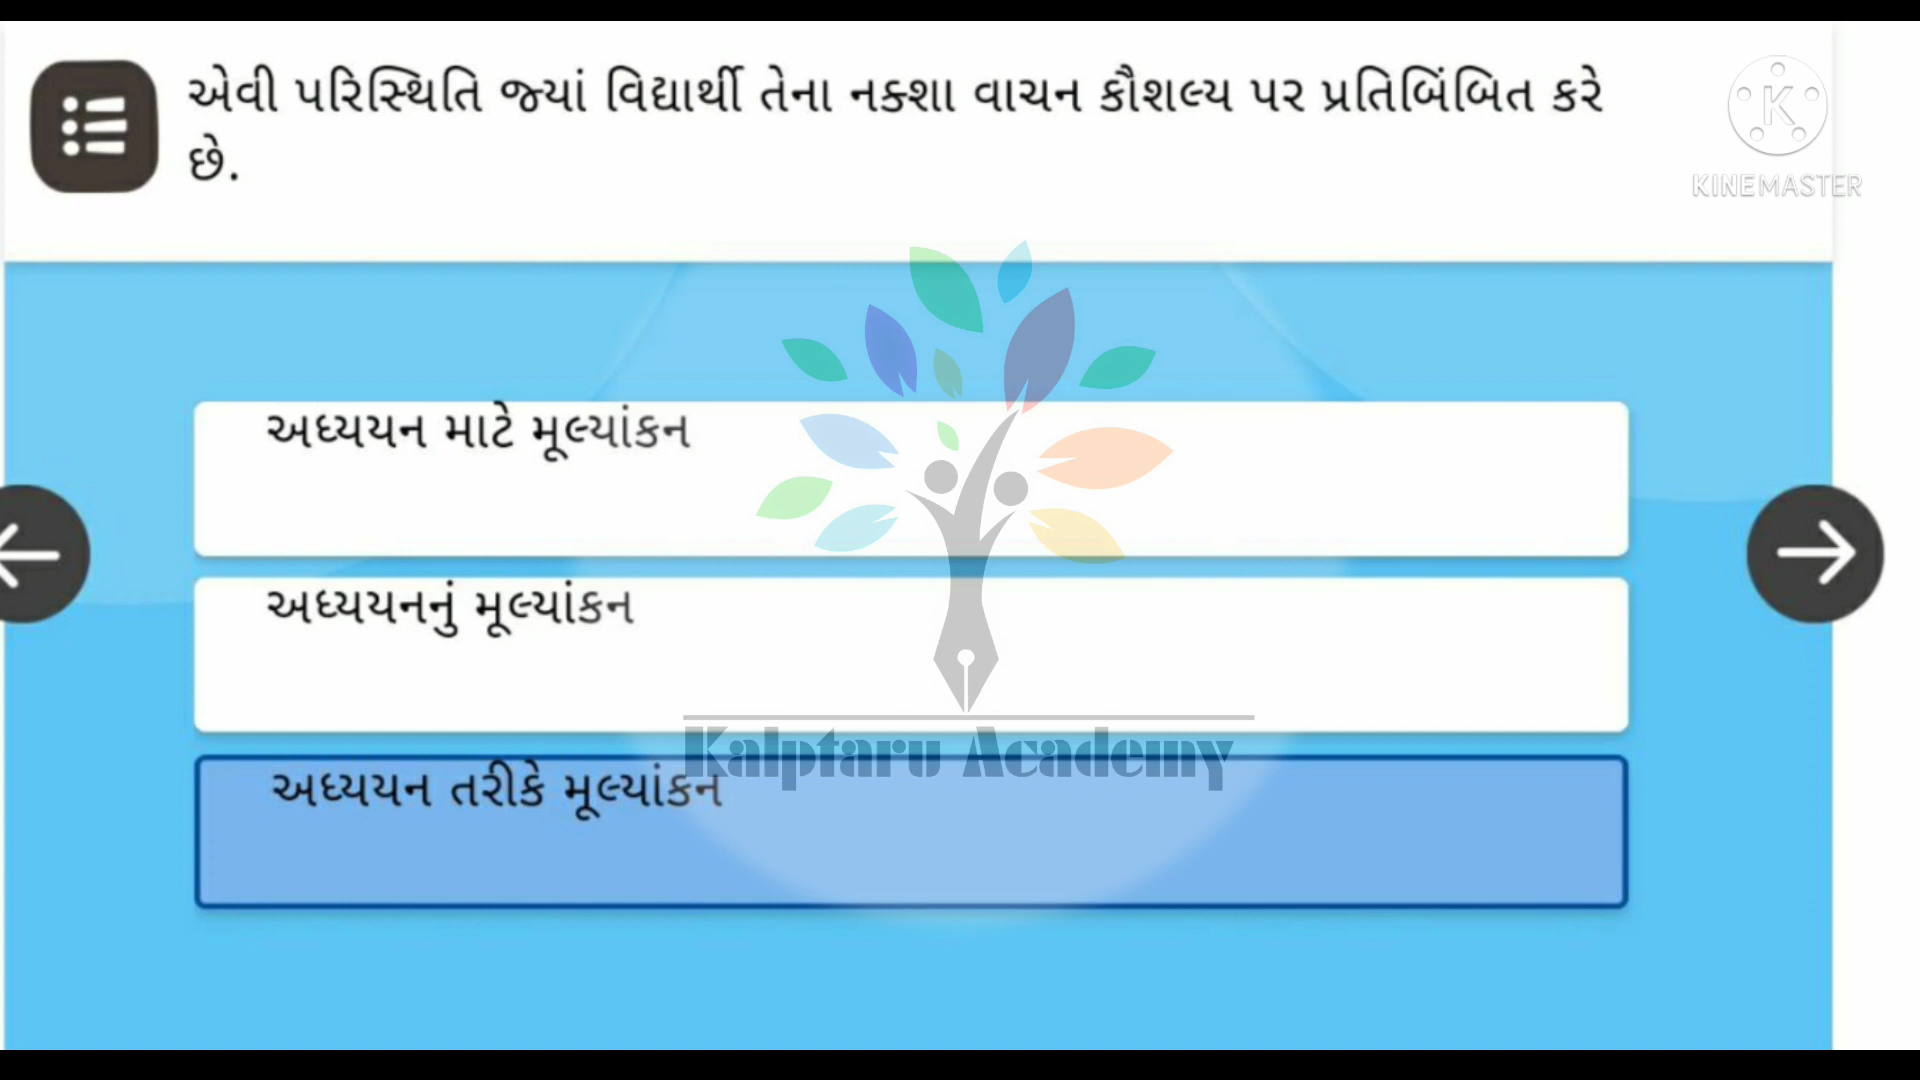 એવી પરિસ્થિતિ જ્યાં વિદ્યાર્થી તેના નક્શા વાચન કૌશલ્ય પર પ્રતિબિંબિત કરે
છે.
K
KINEMASTER
અધ્યયન માટે મૂલ્યાંકન
અધ્યયનનું મૂલ્યાંકન
Kalptaru Academy
અધ્યયન તરીકે મૂલ્યાંકન